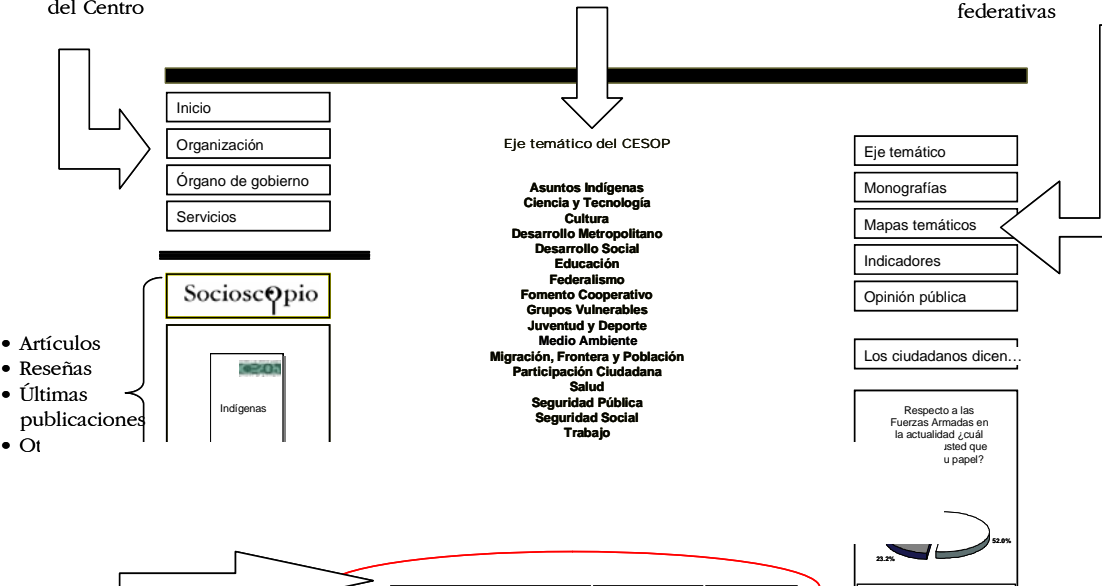 del Centro
federativas
Inicio
Organización
Órgano de gobierno
Servicios
Eje temático del CESOP
Asuntos Indígenas
Ciencia y Tecnología
Cultura
Desarrollo Metropolitano
Desarrollo Social
Educación
Federalismo
Fomento Cooperativo
Grupos Vulnerables
Juventud y Deporte
Medio Ambiente
Migración, Frontera y Población
Participación Ciudadana
Salud
Seguridad Pública
Seguridad Social
Trabajo
Eje temático
Monografías
Mapas temáticos
Indicadores
Opinión pública
Los ciudadanos dicen…
Socioscopio
• Artículos
• Reseñas
• Últimas
publicaciones
Indígenas
Respecto a las
Fuerzas Armadas en
la actualidad ¿cuál
usted que
u papel?
52.0%
23.2%